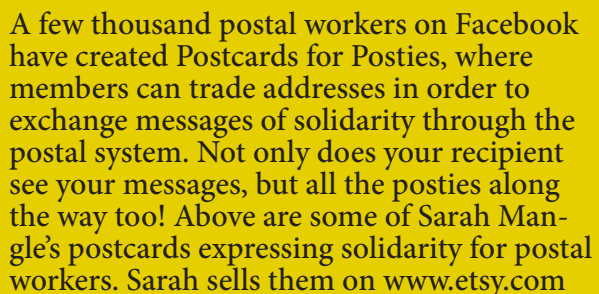 A few thousand postal workers on Facebook
have created Postcards for Posties, where
members can trade addresses in order to
exchange messages of solidarity through the
postal system. Not only does your recipient
see your messages, but all the posties along
the way too! Above are some of Sarah Man-
gle's postcards expressing solidarity for postal
workers. Sarah sells them on www.etsy.com